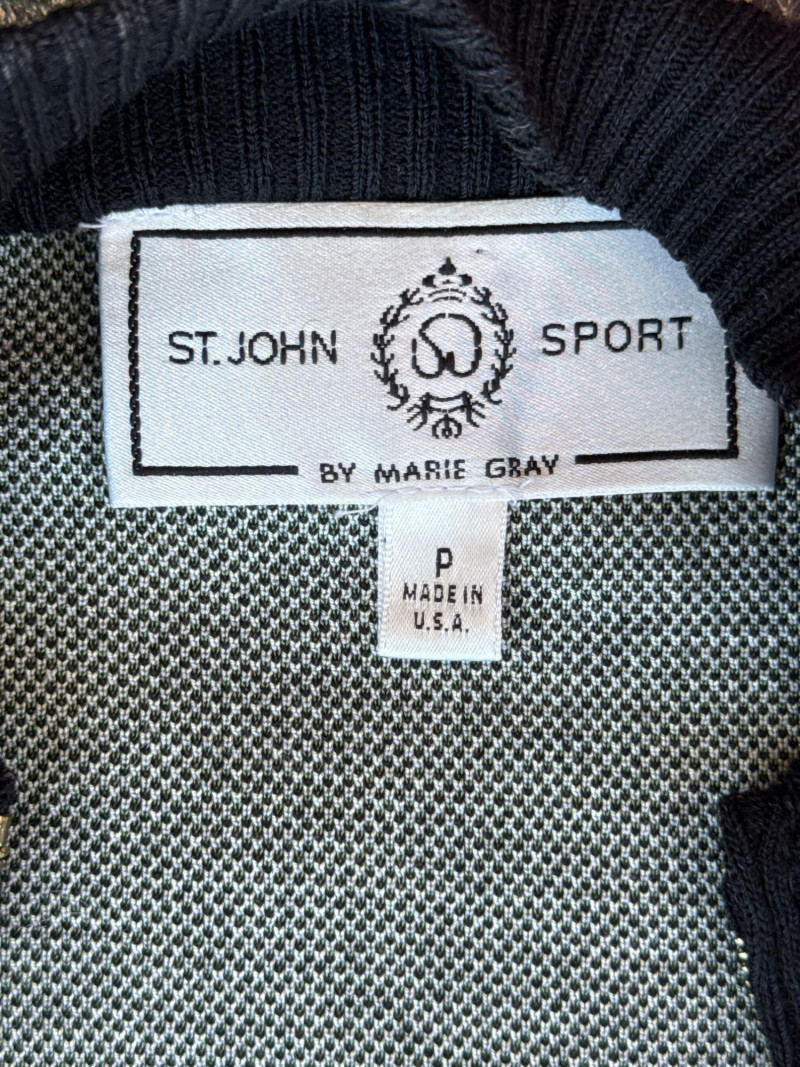 ST. JOHN SPORT
BY MARIE GRAY
P
MADE IN
U.S.A.